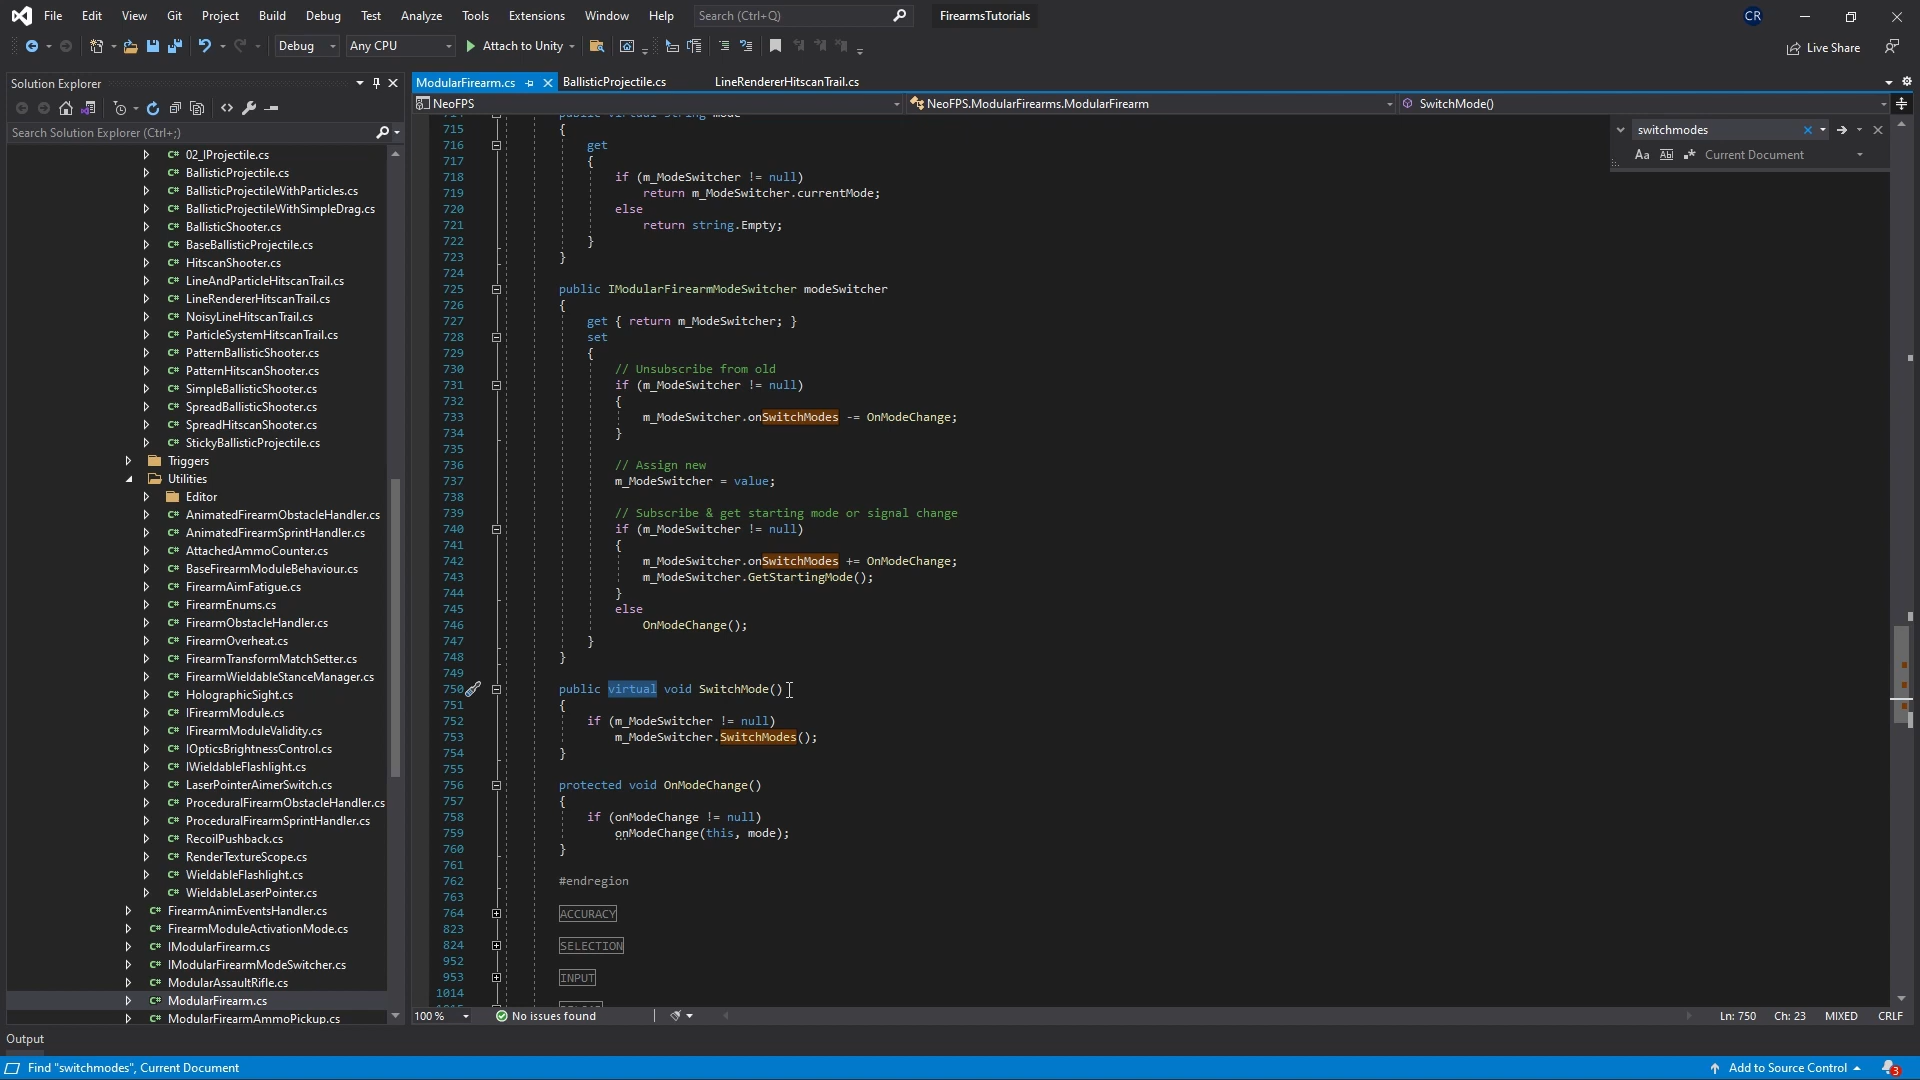 File Edit View Git Project Build Debug Test Analyze Tools Extensions Window Help Search (Ctrl+Q) FirearmsTutorials CR
Debug Any CPU Attach to Unity Live Share
Solution Explorer
Search Solution Explorer (Ctrl+;)
C# 02_IProjectile.cs
C# BallisticProjectile.cs
C# BallisticProjectileWithParticles.cs
C# BallisticProjectileWithSimpleDrag.cs
C# BallisticShooter.cs
C# BaseBallisticProjectile.cs
C# HitscanShooter.cs
C# LineAndParticleHitscanTrail.cs
C# LineRendererHitscanTrail.cs
C# NoisyLineHitscanTrail.cs
C# ParticleSystemHitscanTrail.cs
C# PatternBallisticShooter.cs
C# PatternHitscanShooter.cs
C# SimpleBallisticShooter.cs
C# SpreadBallisticShooter.cs
C# SpreadHitscanShooter.cs
C# StickyBallisticProjectile.cs
Triggers
Utilities
Editor
C# AnimatedFirearmObstacleHandler.cs
C# AnimatedFirearmSprintHandler.cs
C# AttachedAmmoCounter.cs
C# BaseFirearmModuleBehaviour.cs
C# FirearmAimFatigue.cs
C# FirearmEnums.cs
C# FirearmObstacleHandler.cs
C# FirearmOverheat.cs
C# FirearmTransformMatchSetter.cs
C# FirearmWieldableStanceManager.cs
C# HolographicSight.cs
C# IFirearmModule.cs
C# IFirearmModuleValidity.cs
C# IOpticsBrightnessControl.cs
C# IWieldableFlashlight.cs
C# LaserPointerAimerSwitch.cs
C# ProceduralFirearmObstacleHandler.cs
C# ProceduralFirearmSprintHandler.cs
C# RecoilPushback.cs
C# RenderTextureScope.cs
C# WieldableFlashlight.cs
C# WieldableLaserPointer.cs
C# FirearmAnimEventsHandler.cs
C# FirearmModuleActivationMode.cs
C# IModularFirearm.cs
C# IModularFirearmModeSwitcher.cs
C# ModularAssaultRifle.cs
C# ModularFirearm.cs
C# ModularFirearmAmmoPickup.cs
ModularFirearm.cs BallisticProjectile.cs LineRendererHitscanTrail.cs
NeoFPS NeoFPS.ModularFirearms.ModularFirearm SwitchMode()
switchmodes
Aa Ab Current Document
714 public virtual string mode
715 {
716 get
717 {
718 if (m_ModeSwitcher != null)
719 return m_ModeSwitcher.currentMode;
720 else
721 return string.Empty;
722 }
723 }
724
725 public IModularFirearmModeSwitcher modeSwitcher
726 {
727 get { return m_ModeSwitcher; }
728 set
729 {
730 // Unsubscribe from old
731 if (m_ModeSwitcher != null)
732 {
733 m_ModeSwitcher.onSwitchModes -= OnModeChange;
734 }
735
736 // Assign new
737 m_ModeSwitcher = value;
738
739 // Subscribe & get starting mode or signal change
740 if (m_ModeSwitcher != null)
741 {
742 m_ModeSwitcher.onSwitchModes += OnModeChange;
743 m_ModeSwitcher.GetStartingMode();
744 }
745 else
746 OnModeChange();
747 }
748 }
749
750 public virtual void SwitchMode()
751 {
752 if (m_ModeSwitcher != null)
753 m_ModeSwitcher.SwitchModes();
754 }
755
756 protected void OnModeChange()
757 {
758 if (onModeChange != null)
759 onModeChange(this, mode);
760 }
761
762 #endregion
763
764 ACCURACY
823
824 SELECTION
952
953 INPUT
1014
100 % No issues found Ln: 750 Ch: 23 MIXED CRLF
Output
Find "switchmodes", Current Document Add to Source Control 3